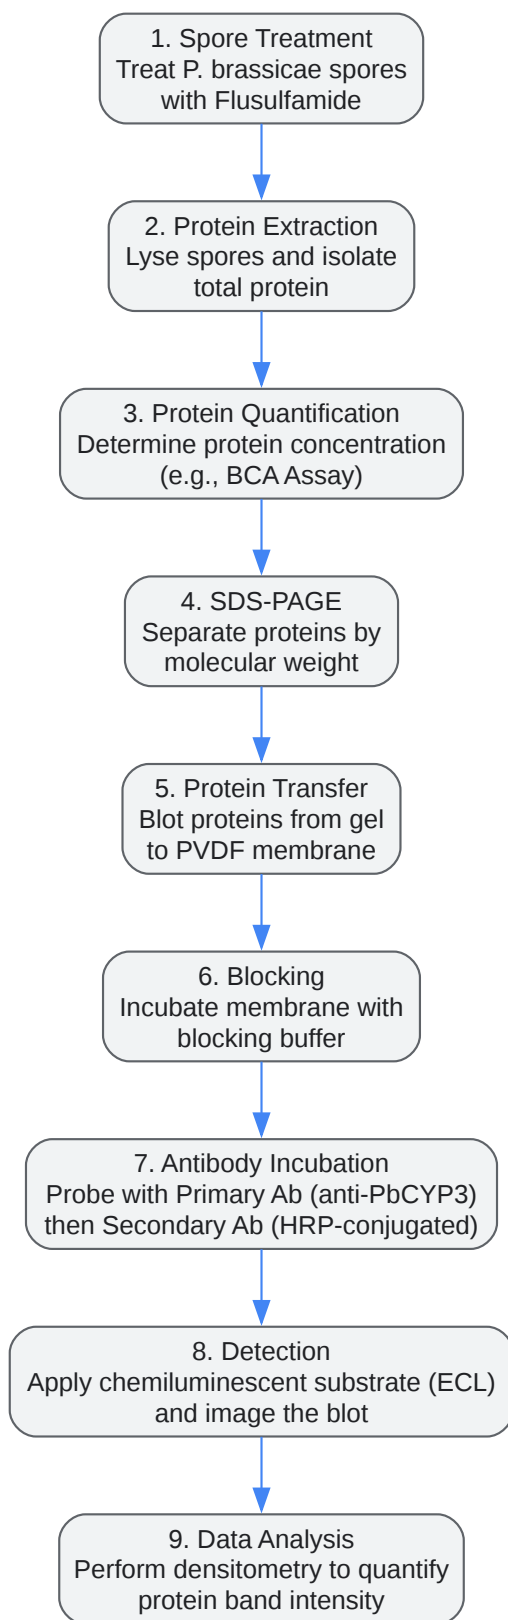 1. Spore Treatment
Treat P. brassicae spores
with Flusulfamide
2. Protein Extraction
Lyse spores and isolate
total protein
3. Protein Quantification
Determine protein concentration
(e.g., BCA Assay)
4. SDS-PAGE
Separate proteins by
molecular weight
5. Protein Transfer
Blot proteins from gel
to PVDF membrane
6. Blocking
Incubate membrane with
blocking buffer
7. Antibody Incubation
Probe with Primary Ab (anti-PbCYP3)
then Secondary Ab (HRP-conjugated)
8. Detection
Apply chemiluminescent substrate (ECL)
and image the blot
9. Data Analysis
Perform densitometry to quantify
protein band intensity